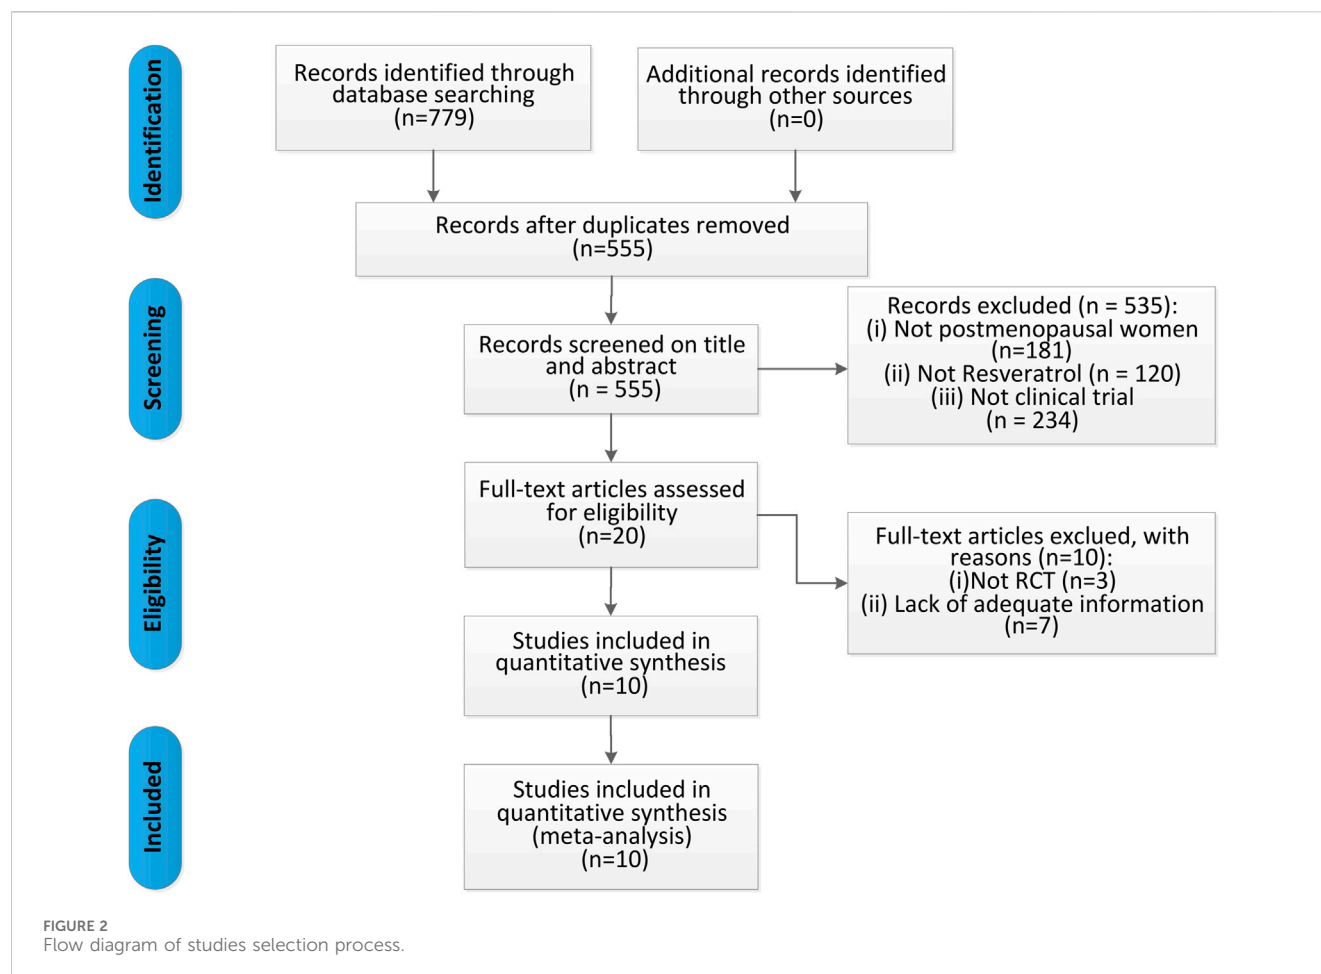 Identification
Records identified through
database searching
(n=779)
Additional records identified
through other sources
(n=0)
Records after duplicates removed
(n=555)
Screening
Records screened on title
and abstract
(n = 555)
Records excluded (n = 535):
(i) Not postmenopausal women
(n=181)
(ii) Not Resveratrol (n = 120)
(iii) Not clinical trial
(n = 234)
Eligibility
Full-text articles assessed
for eligibility
(n=20)
Full-text articles exclued, with
reasons (n=10):
(i)Not RCT (n=3)
(ii) Lack of adequate information
(n=7)
Studies included in
quantitative synthesis
(n=10)
Included
Studies included in
quantitative synthesis
(meta-analysis)
(n=10)
FIGURE 2
Flow diagram of studies selection process.